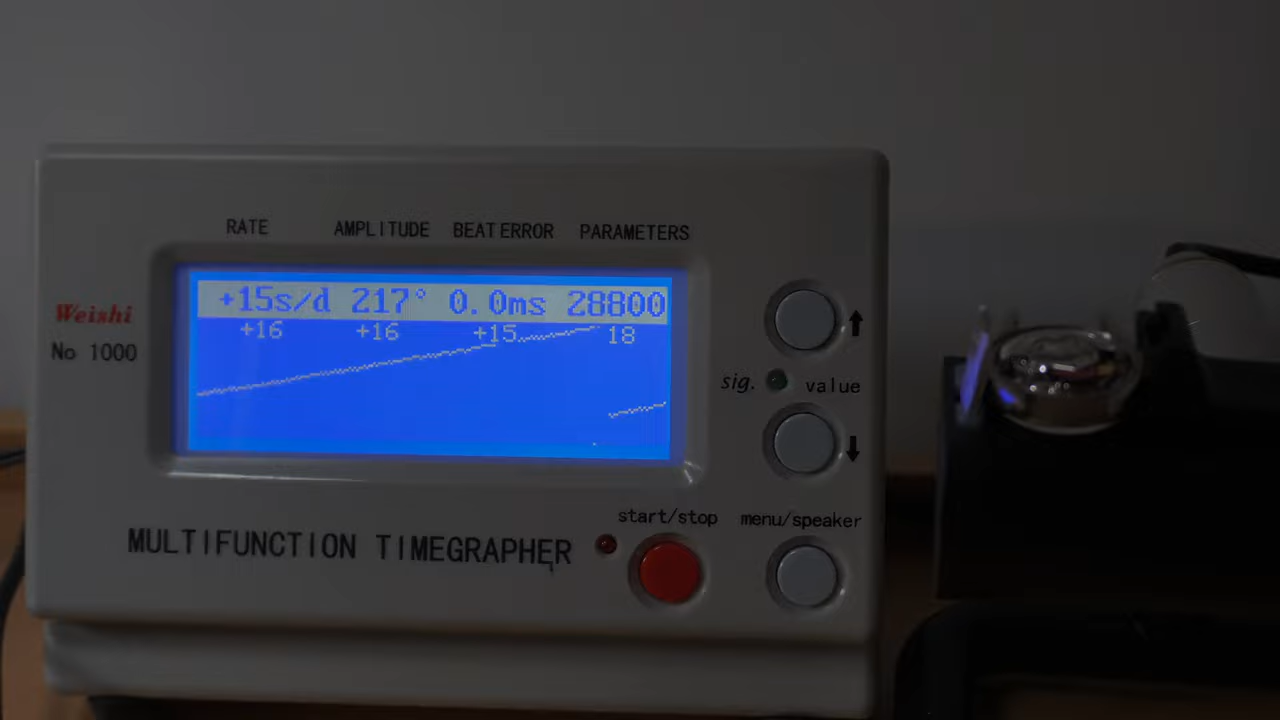 RATE AMPLITUDE BEAT ERROR PARAMETERS
+15s/d 217° 0.0ms 28800
+16 +16 +15 18
Weishi
No 1000
sig. value
start/stop menu/speaker
MULTIFUNCTION TIMEGRAPHER